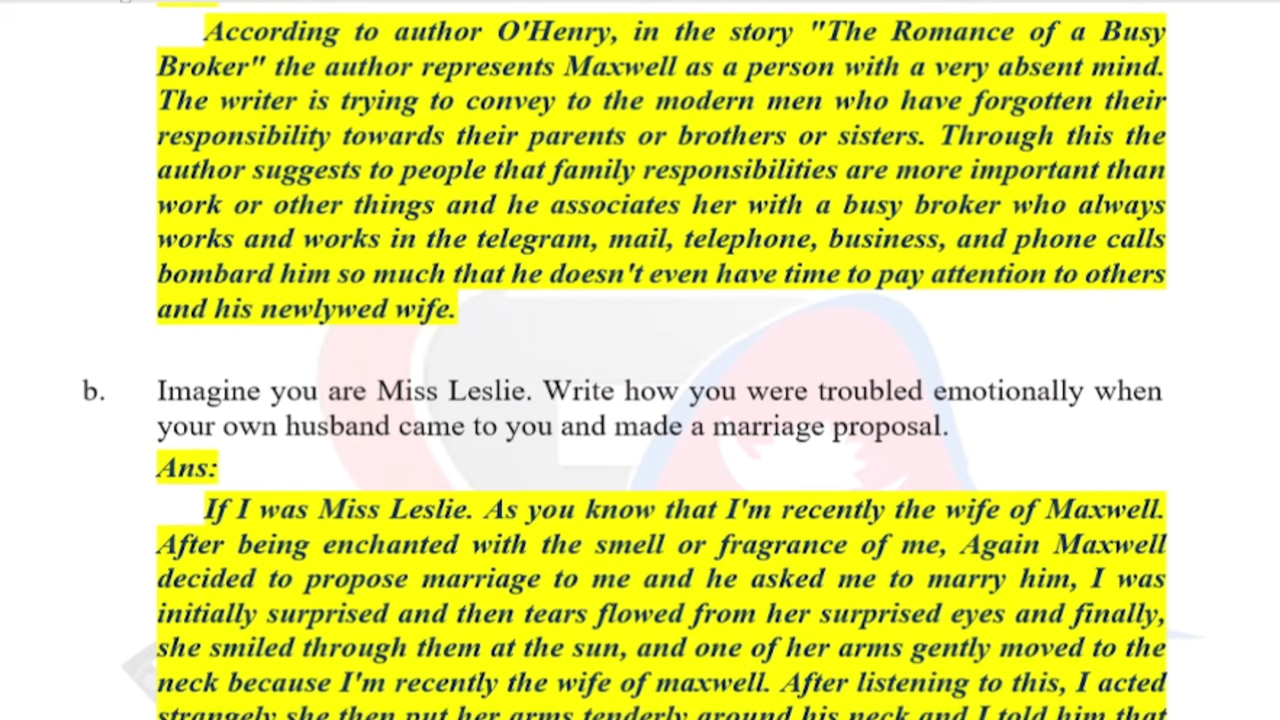 According to author O'Henry, in the story "The Romance of a Busy
Broker" the author represents Maxwell as a person with a very absent mind.
The writer is trying to convey to the modern men who have forgotten their
responsibility towards their parents or brothers or sisters. Through this the
author suggests to people that family responsibilities are more important than
work or other things and he associates her with a busy broker who always
works and works in the telegram, mail, telephone, business, and phone calls
bombard him so much that he doesn't even have time to pay attention to others
and his newlywed wife.
b. Imagine you are Miss Leslie. Write how you were troubled emotionally when
your own husband came to you and made a marriage proposal.
Ans:
If I was Miss Leslie. As you know that I'm recently the wife of Maxwell.
After being enchanted with the smell or fragrance of me, Again Maxwell
decided to propose marriage to me and he asked me to marry him, I was
initially surprised and then tears flowed from her surprised eyes and finally,
she smiled through them at the sun, and one of her arms gently moved to the
neck because I'm recently the wife of maxwell. After listening to this, I acted
strangely she then put her arms tenderly around his neck and I told him that